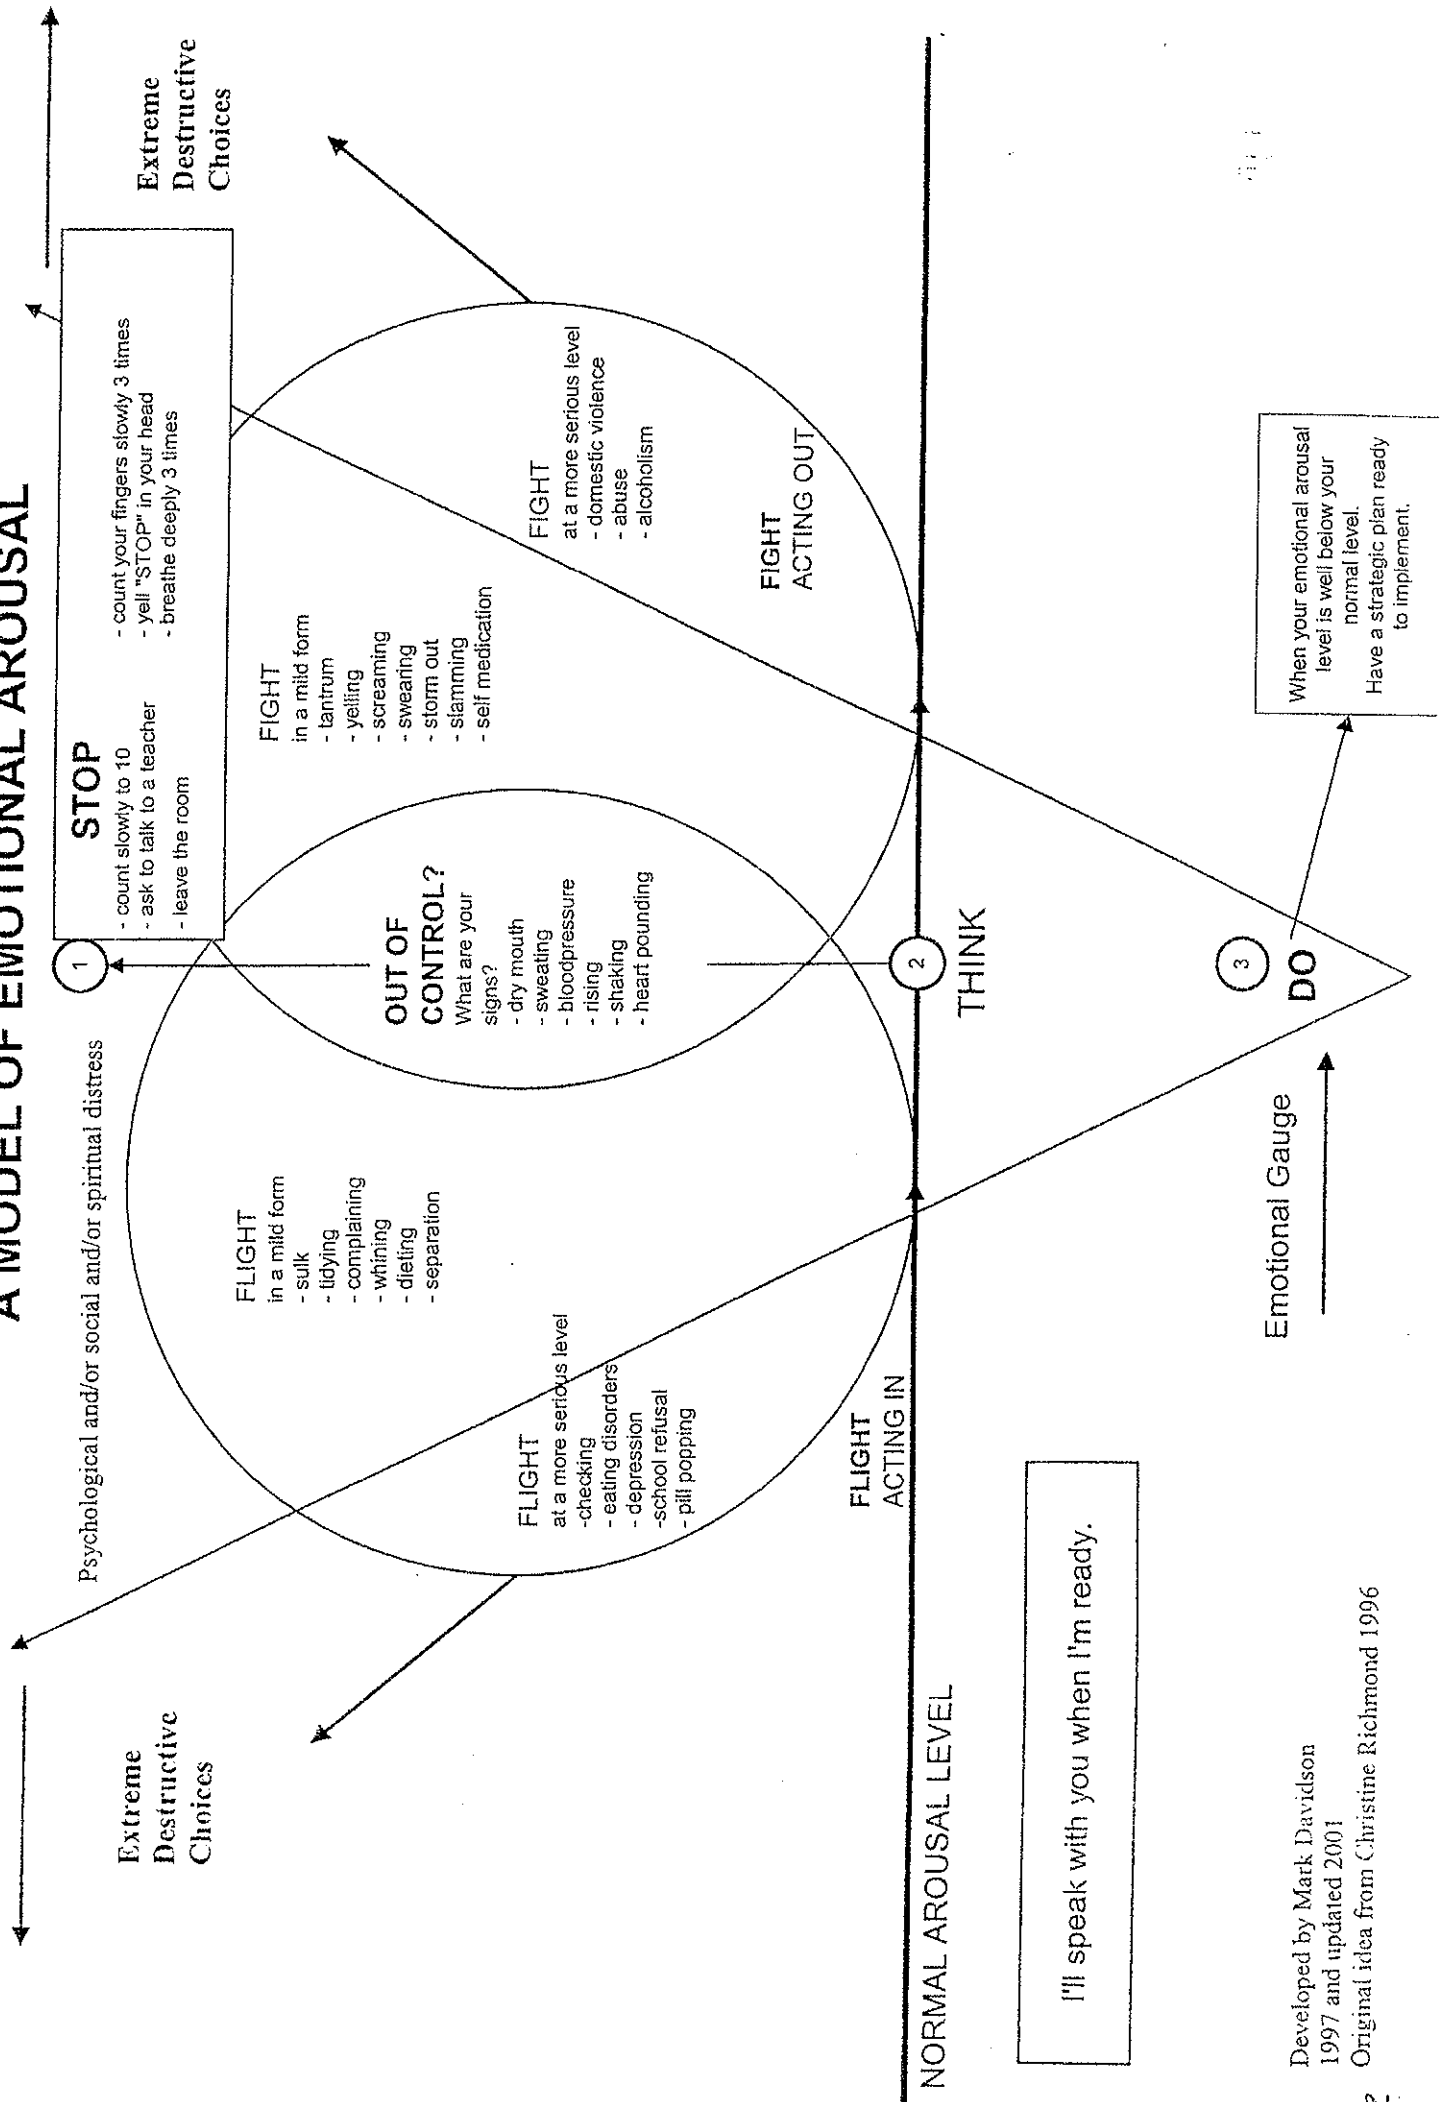 A MODEL OF EMOTIONAL AROUSAL
Psychological and/or social and/or spiritual distress
1
STOP
- count slowly to 10
- ask to talk to a teacher
- leave the room
- count your fingers slowly 3 times
- yell "STOP" in your head
- breathe deeply 3 times
Extreme
Destructive
Choices
Extreme
Destructive
Choices
FLIGHT
in a mild form
- sulk
- tidying
- complaining
- whining
- dieting
- separation
OUT OF
CONTROL?
What are your
signs?
- dry mouth
- sweating
- bloodpressure
- rising
- shaking
- heart pounding
FIGHT
in a mild form
- tantrum
- yelling
- screaming
- swearing
- storm out
- slamming
- self medication
FLIGHT
at a more serious level
-checking
- eating disorders
- depression
-school refusal
- pill popping
FIGHT
at a more serious level
- domestic violence
- abuse
- alcoholism
FLIGHT
ACTING IN
FIGHT
ACTING OUT
NORMAL AROUSAL LEVEL
2
THINK
I'll speak with you when I'm ready.
Emotional Gauge
3
DO
When your emotional arousal
level is well below your
normal level.
Have a strategic plan ready
to implement.
Developed by Mark Davidson
1997 and updated 2001
Original idea from Christine Richmond 1996